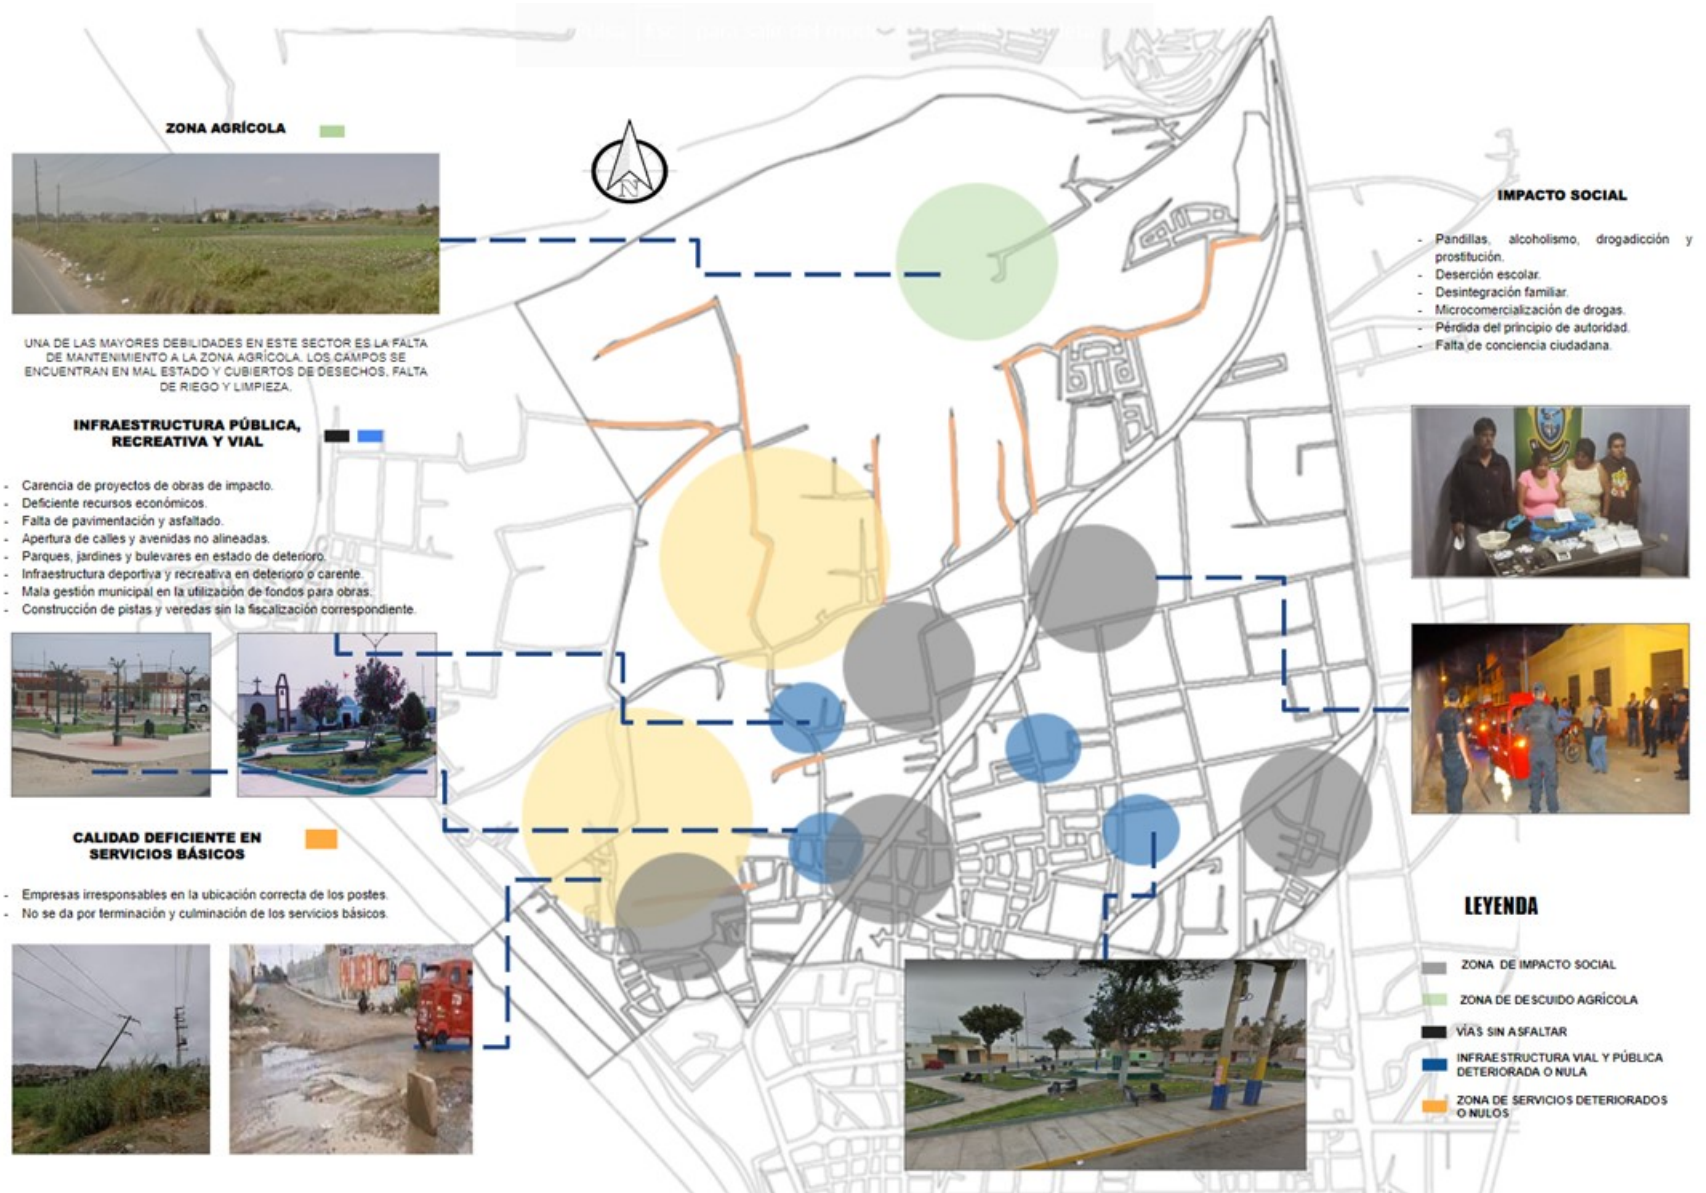 ZONA AGRÍCOLA
UNA DE LAS MAYORES DEBILIDADES EN ESTE SECTOR ES LA FALTA
DE MANTENIMIENTO A LA ZONA AGRÍCOLA. LOS CAMPOS SE
ENCUENTRAN EN MAL ESTADO Y CUBIERTOS DE DESECHOS, FALTA
DE RIEGO Y LIMPIEZA.
INFRAESTRUCTURA PÚBLICA,
RECREATIVA Y VIAL
- Carencia de proyectos de obras de impacto.
- Deficiente recursos económicos.
- Falta de pavimentación y asfaltado.
- Apertura de calles y avenidas no alineadas.
- Parques, jardines y bulevares en estado de deterioro.
- Infraestructura deportiva y recreativa en deterioro o carente.
- Mala gestión municipal en la utilización de fondos para obras.
- Construcción de pistas y veredas sin la fiscalización correspondiente.
CALIDAD DEFICIENTE EN
SERVICIOS BÁSICOS
- Empresas irresponsables en la ubicación correcta de los postes.
- No se da por terminación y culminación de los servicios básicos.
N
IMPACTO SOCIAL
- Pandillas, alcoholismo, drogadicción y
prostitución.
- Deserción escolar.
- Desintegración familiar.
- Microcomercialización de drogas.
- Pérdida del principio de autoridad.
- Falta de conciencia ciudadana.
LEYENDA
ZONA DE IMPACTO SOCIAL
ZONA DE DESCUIDO AGRÍCOLA
VÍAS SIN ASFALTAR
INFRAESTRUCTURA VIAL Y PÚBLICA
DETERIORADA O NULA
ZONA DE SERVICIOS DETERIORADOS
O NULOS